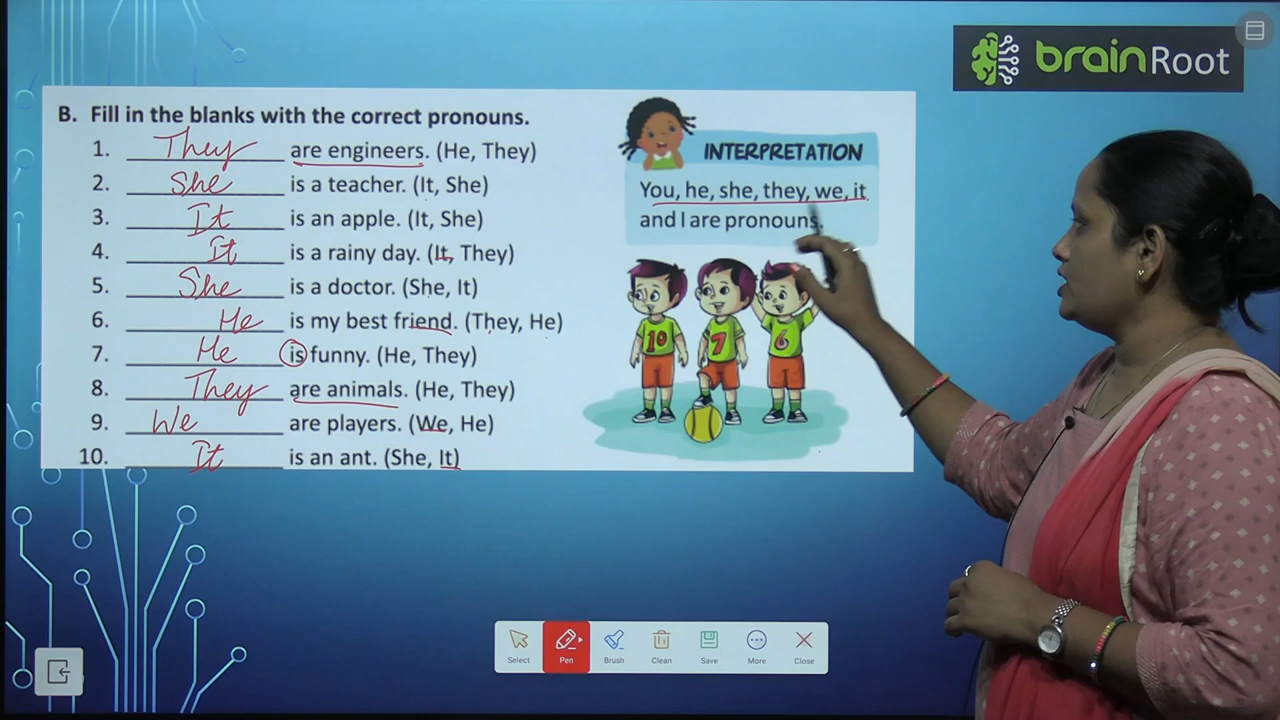 brainRoot
B. Fill in the blanks with the correct pronouns.
1. They are engineers. (He, They)
2. She is a teacher. (It, She)
3. It is an apple. (It, She)
4. It is a rainy day. (It, They)
5. She is a doctor. (She, It)
6. He is my best friend. (They, He)
7. He is funny. (He, They)
8. They are animals. (He, They)
9. We are players. (We, He)
10. It is an ant. (She, It)
INTERPRETATION
You, he, she, they, we, it
and I are pronouns.
10 7 6
Select Pen Brush Clean Save More Close